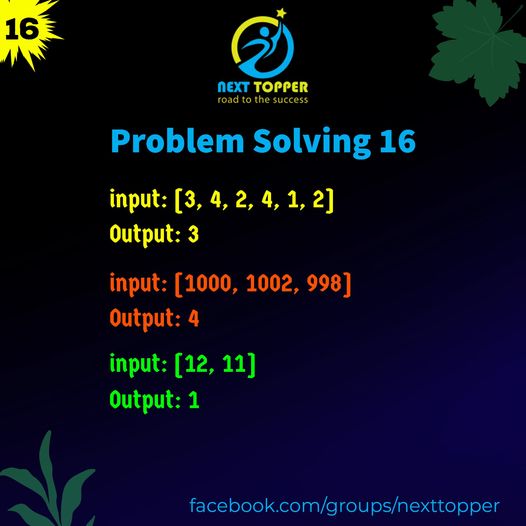 16
NEXT TOPPER
road to the success
Problem Solving 16
input: [3, 4, 2, 4, 1, 2]
Output: 3
input: [1000, 1002, 998]
Output: 4
input: [12, 11]
Output: 1
facebook.com/groups/nexttopper